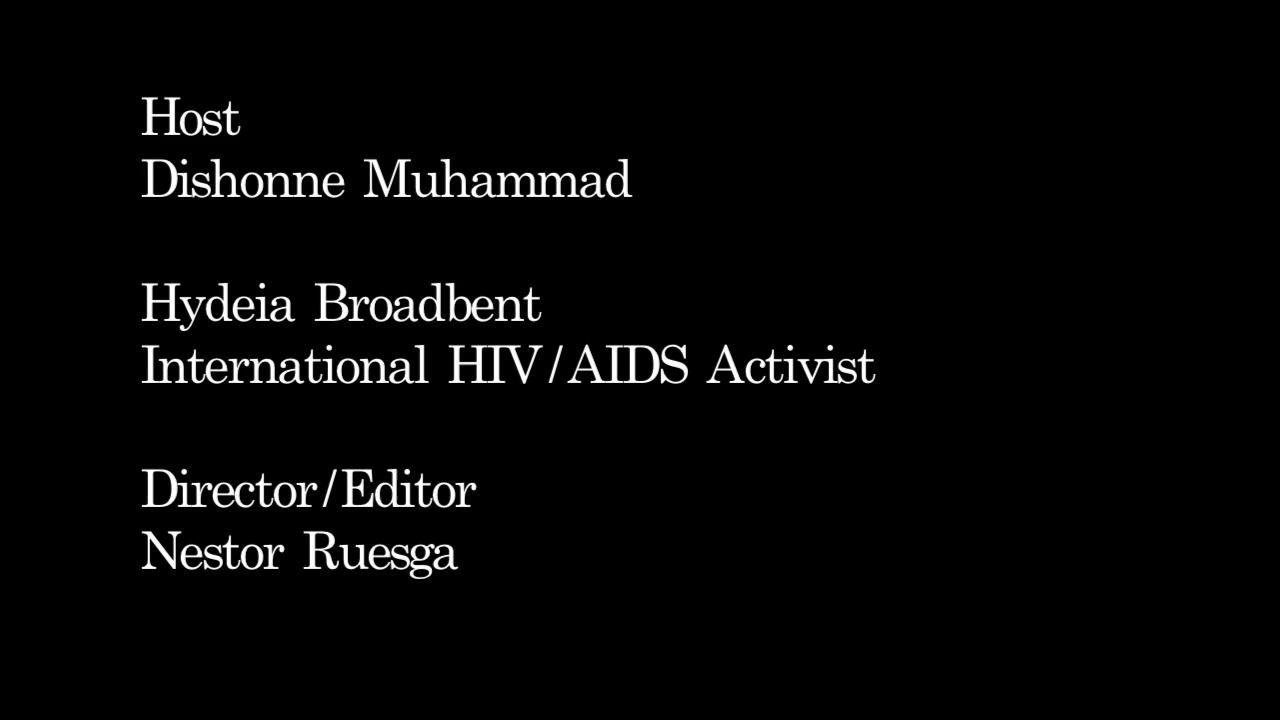 Host
Dishonne Muhammad
Hydeia Broadbent
International HIV/AIDS Activist
Director/Editor
Nestor Ruesga